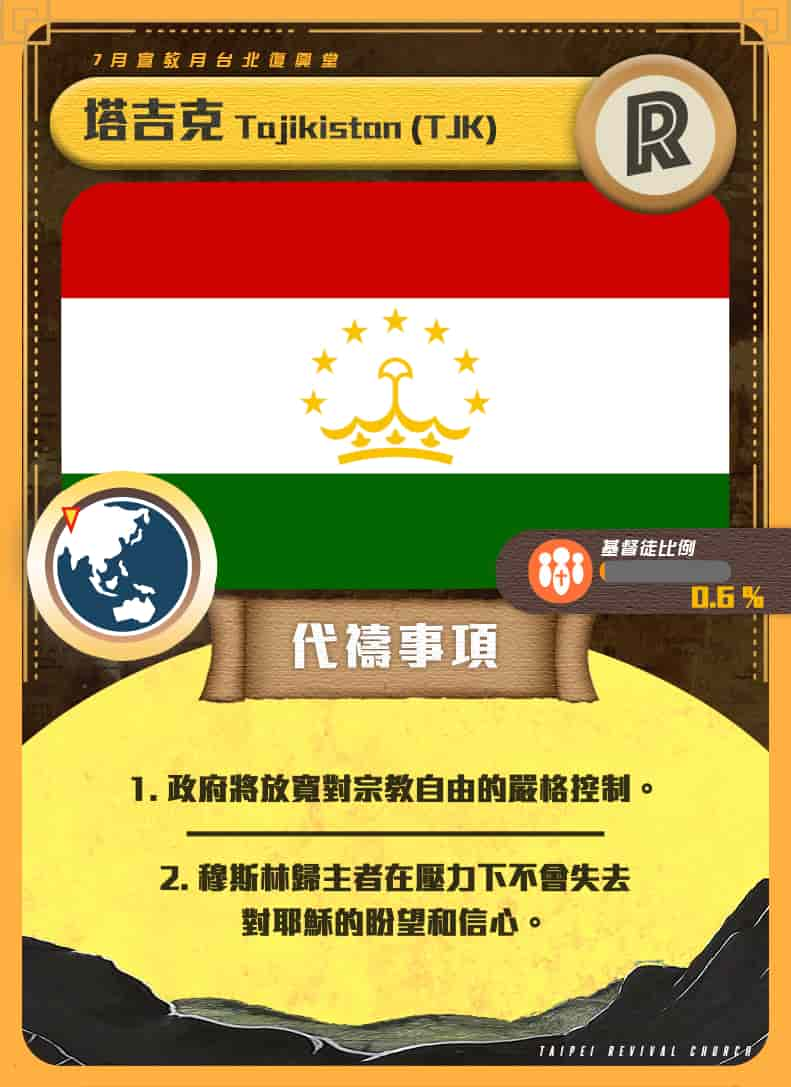 7月宣教月台北復興堂
塔吉克 Tajikistan (TJK)
R
基督徒比例
0.6 %
代禱事項
1. 政府將放寬對宗教自由的嚴格控制。
2. 穆斯林歸主者在壓力下不會失去
對耶穌的盼望和信心。
TAIPEI REVIVAL CHURCH